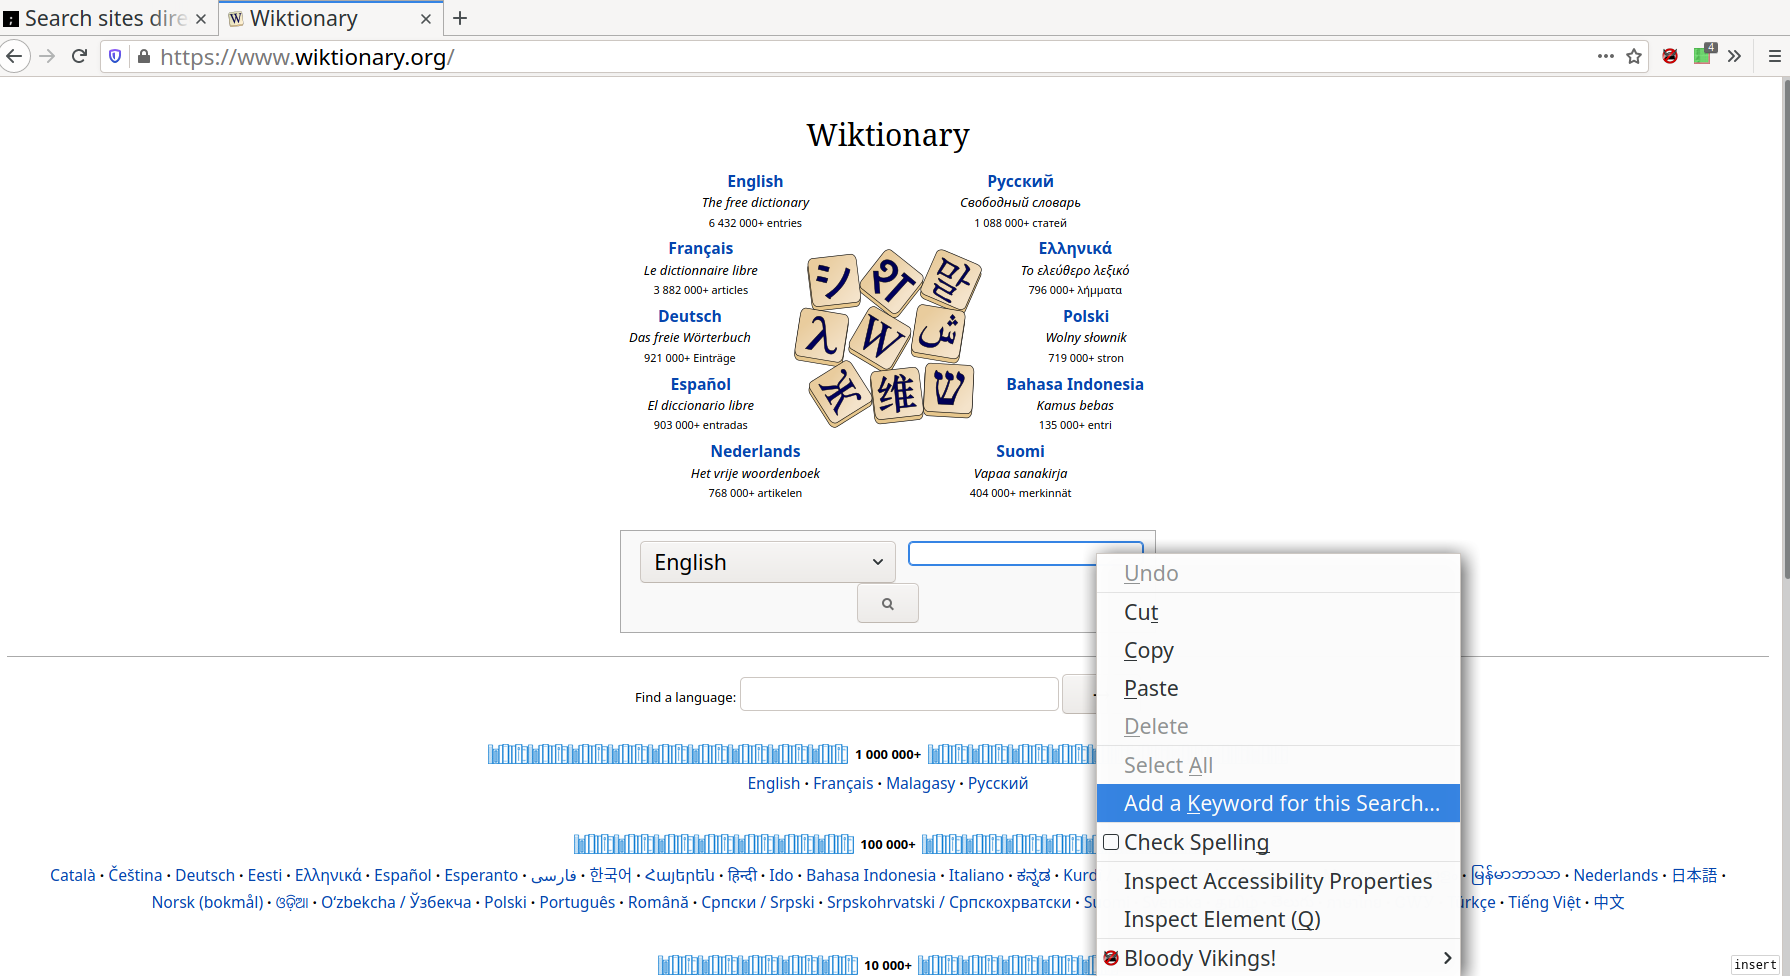 Search sites dire
Wiktionary
https://www.wiktionary.org/
4
Wiktionary
English
The free dictionary
6 432 000+ entries
Русский
Свободный словарь
1 088 000+ статей
Français
Le dictionnaire libre
3 882 000+ articles
Ελληνικά
Το ελεύθερο λεξικό
796 000+ λήμματα
Deutsch
Das freie Wörterbuch
921 000+ Einträge
Polski
Wolny słownik
719 000+ stron
Español
El diccionario libre
903 000+ entradas
Bahasa Indonesia
Kamus bebas
135 000+ entri
Nederlands
Het vrije woordenboek
768 000+ artikelen
Suomi
Vapaa sanakirja
404 000+ merkinnät
シ 말
λ W ش
维 ש
English
Undo
Cut
Copy
Paste
Delete
Select All
Add a Keyword for this Search...
Check Spelling
Inspect Accessibility Properties
Inspect Element (Q)
Bloody Vikings!
Find a language:
1 000 000+
English · Français · Malagasy · Русский
100 000+
Català · Čeština · Deutsch · Eesti · Ελληνικά · Español · Esperanto · فارسی · 한국어 · Հայերեն · हिन्दी · Ido · Bahasa Indonesia · Italiano · ಕನ್ನಡ · Kurd · မြန်မာဘာသာ · Nederlands · 日本語 ·
Norsk (bokmål) · ଓଡ଼ିଆ · Oʻzbekcha / Ўзбекча · Polski · Português · Română · Српски / Srpski · Srpskohrvatski / Српскохрватски · Su ürkçe · Tiếng Việt · 中文
10 000+
insert